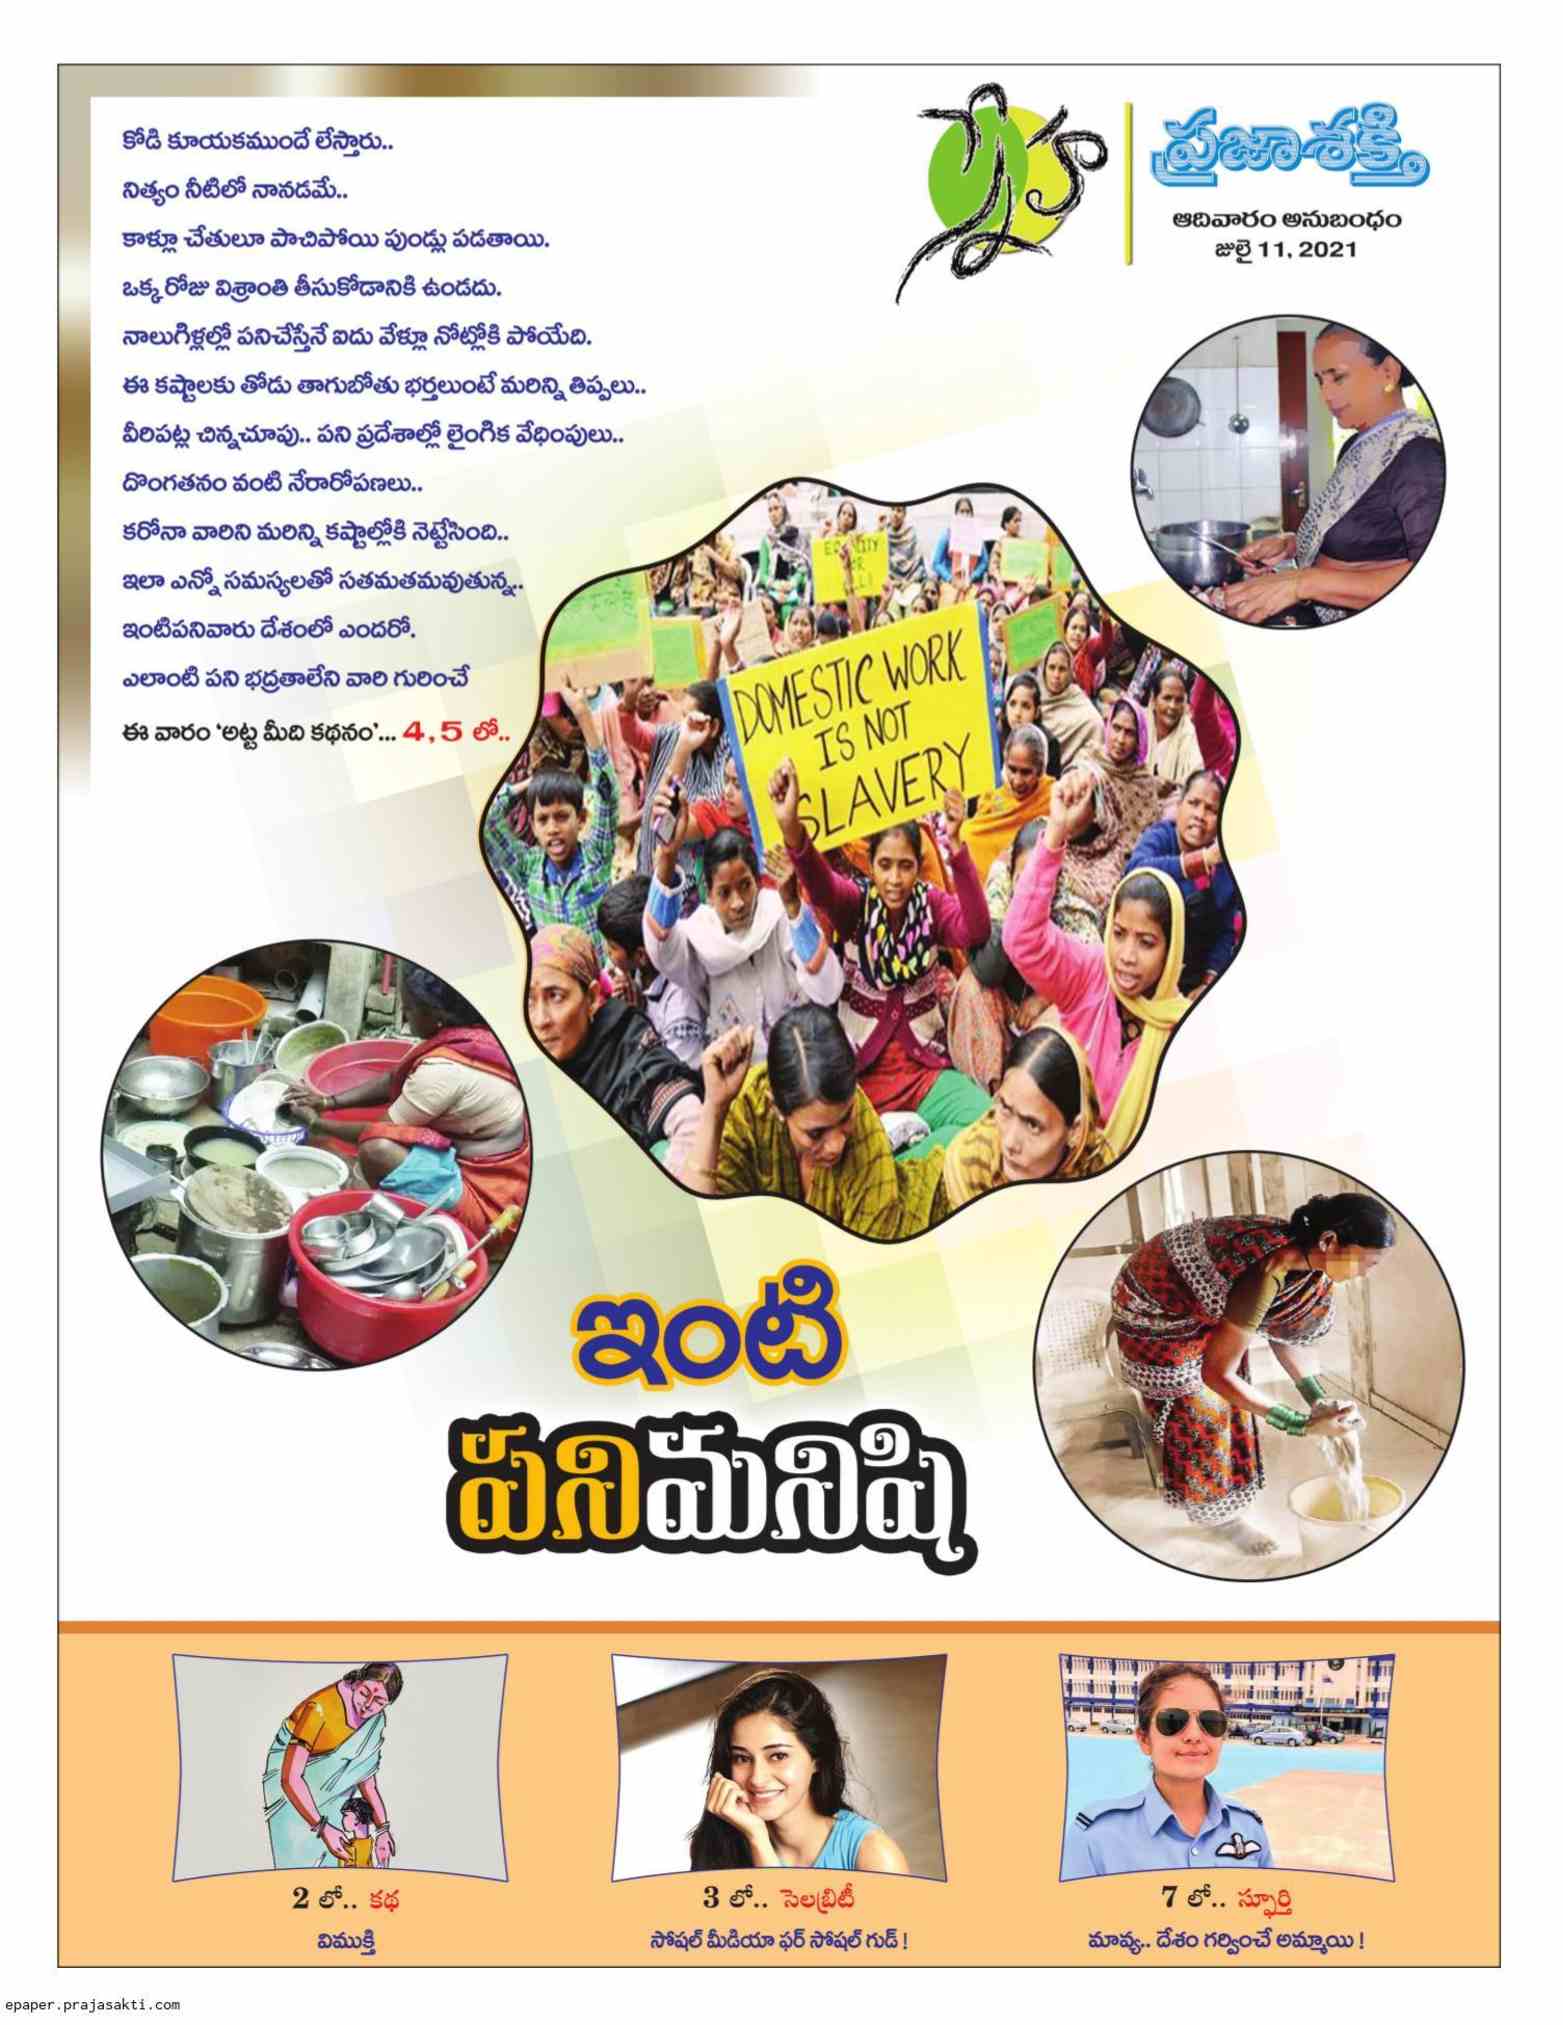 కోడి కూయకముందే లేస్తారు..
నిత్యం నీటిలో నానడమే..
కాళ్లూ చేతులూ పాచిపోయి పుండ్లు పడతాయి.
ఒక్క రోజు విశ్రాంతి తీసుకోడానికి ఉండదు.
నాలుగిళ్లల్లో పనిచేస్తేనే ఐదు వేళ్లూ నోట్లోకి పోయేది.
ఈ కష్టాలకు తోడు తాగుబోతు భర్తలుంటే మరిన్ని తిప్పలు..
వీరిపట్ల చిన్నచూపు.. పని ప్రదేశాల్లో లైంగిక వేధింపులు..
దొంగతనం వంటి నేరారోపణలు..
కరోనా వారిని మరిన్ని కష్టాల్లోకి నెట్టేసింది..
ఇలా ఎన్నో సమస్యలతో సతమతమవుతున్న..
ఇంటిపనివారు దేశంలో ఎందరో.
ఎలాంటి పని భద్రతాలేని వారి గురించే
ఈ వారం ‘అట్ట మీది కథనం’... 4,5 లో..
స్నేహ
ప్రజాశక్తి
ఆదివారం అనుబంధం
జులై 11, 2021
DOMESTIC WORK
IS NOT
SLAVERY
ఇంటి
పనిమనిషి
2 లో.. కథ
విముక్తి
3 లో.. సెలబ్రిటీ
సోషల్ మీడియా ఫర్ సోషల్ గుడ్ !
7 లో.. స్ఫూర్తి
మావ్య.. దేశం గర్వించే అమ్మాయి !
epaper.prajasakti.com